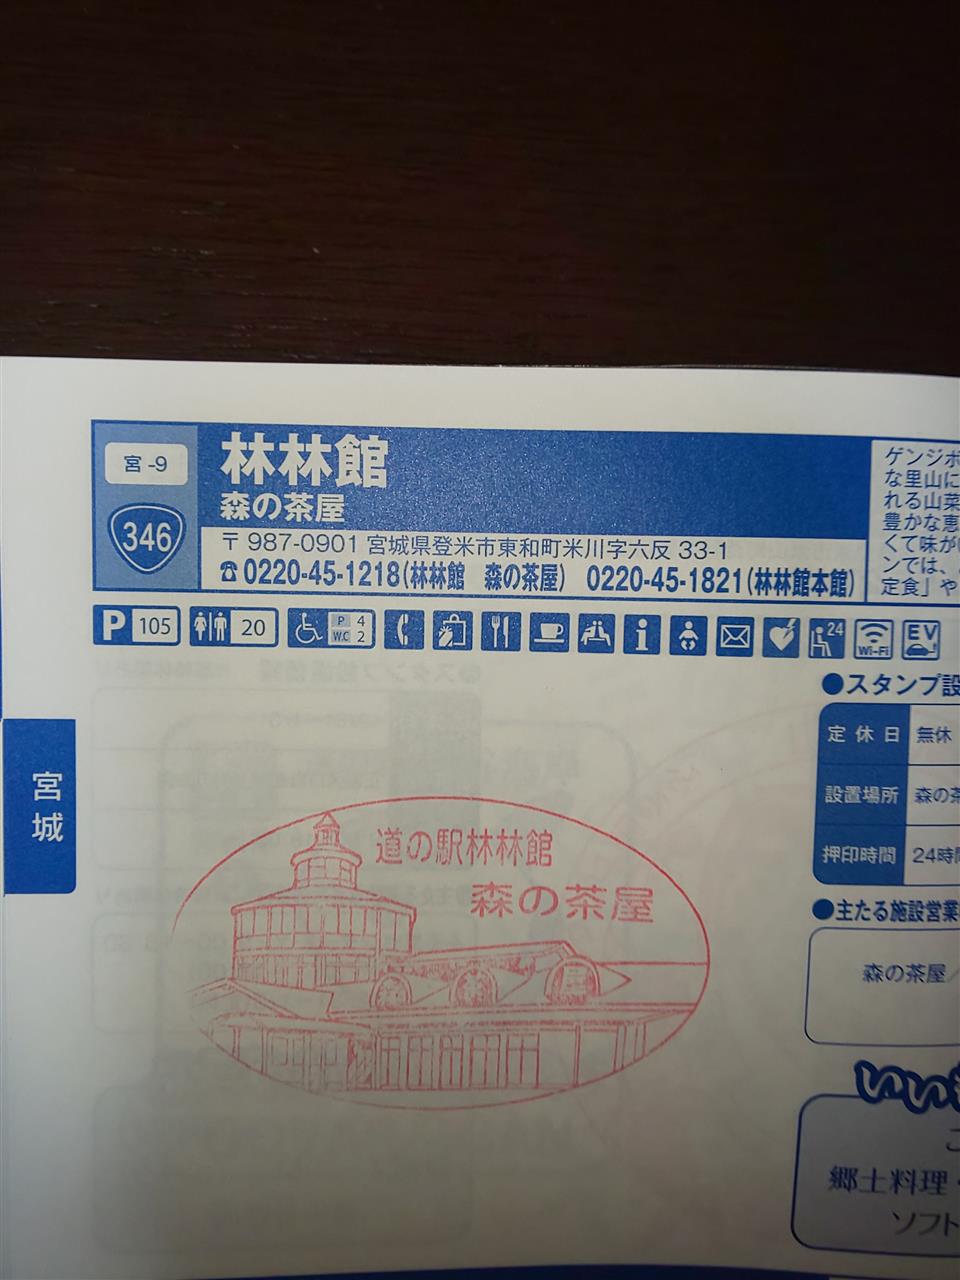 宮-9
346
林林館
森の茶屋
〒987-0901 宮城県登米市東和町米川字六反 33-1
☎0220-45-1218(林林館 森の茶屋) 0220-45-1821(林林館本館)
ゲンジボ
な里山に
れる山菜
豊かな恵
くて味が
ンでは、
定食」や
P 105
20
P 4
W.C 2
i
24
Wi-Fi
EV
●スタンプ設
定休日 無休
設置場所 森の茶
押印時間 24時間
●主たる施設営業
森の茶屋/
いい
こ
郷土料理・
ソフト
宮城
道の駅林林館
森の茶屋